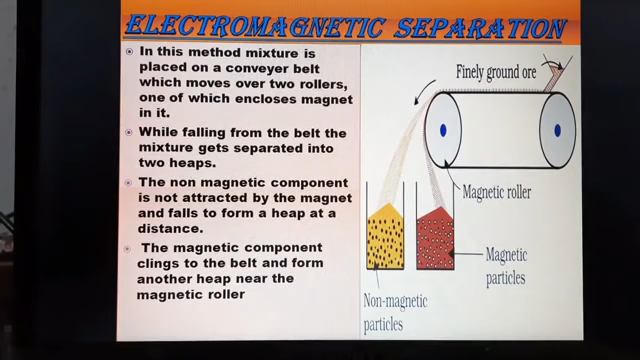 ELECTROMAGNETIC SEPARATION
In this method mixture is
placed on a conveyer belt
which moves over two rollers,
one of which encloses magnet
in it.
While falling from the belt the
mixture gets separated into
two heaps.
The non magnetic component
is not attracted by the magnet
and falls to form a heap at a
distance.
The magnetic component
clings to the belt and form
another heap near the
magnetic roller
Finely ground ore
Magnetic roller
Magnetic
particles
Non-magnetic
particles